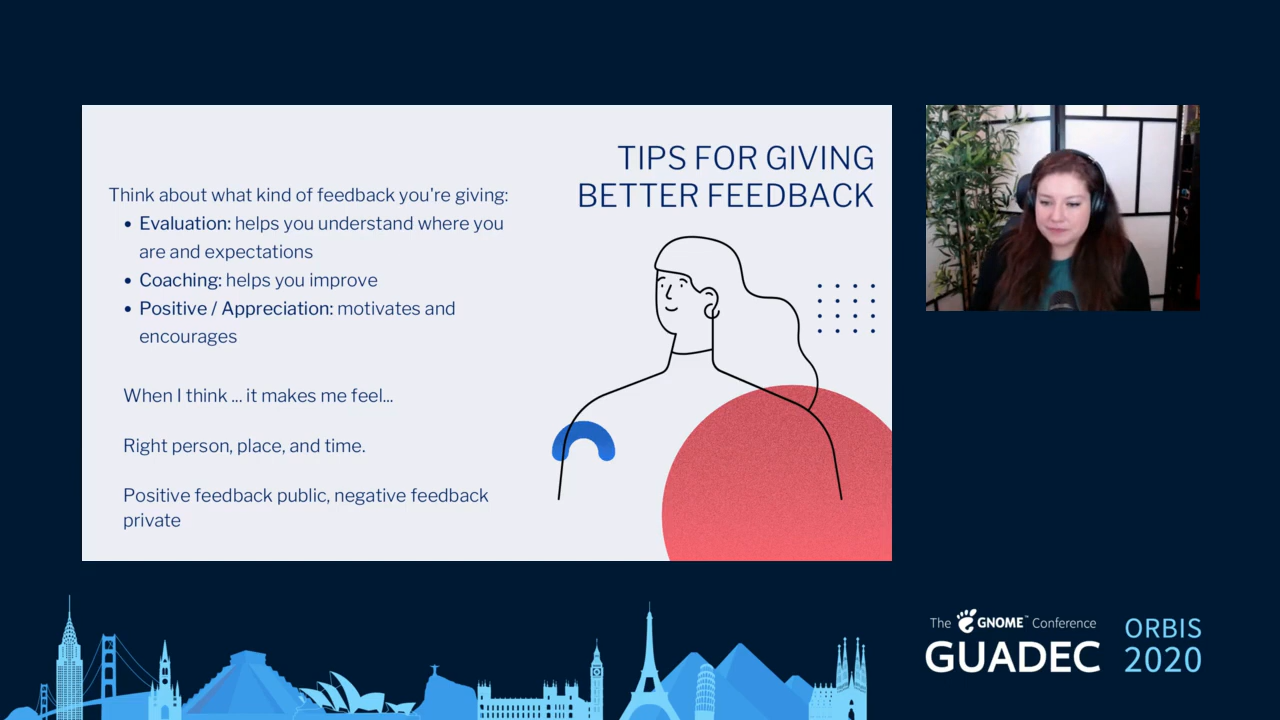 TIPS FOR GIVING
BETTER FEEDBACK
Think about what kind of feedback you're giving:
• Evaluation: helps you understand where you
are and expectations
• Coaching: helps you improve
• Positive / Appreciation: motivates and
encourages
When I think ... it makes me feel...
Right person, place, and time.
Positive feedback public, negative feedback
private
The GNOME™ Conference
GUADEC
ORBIS
2020